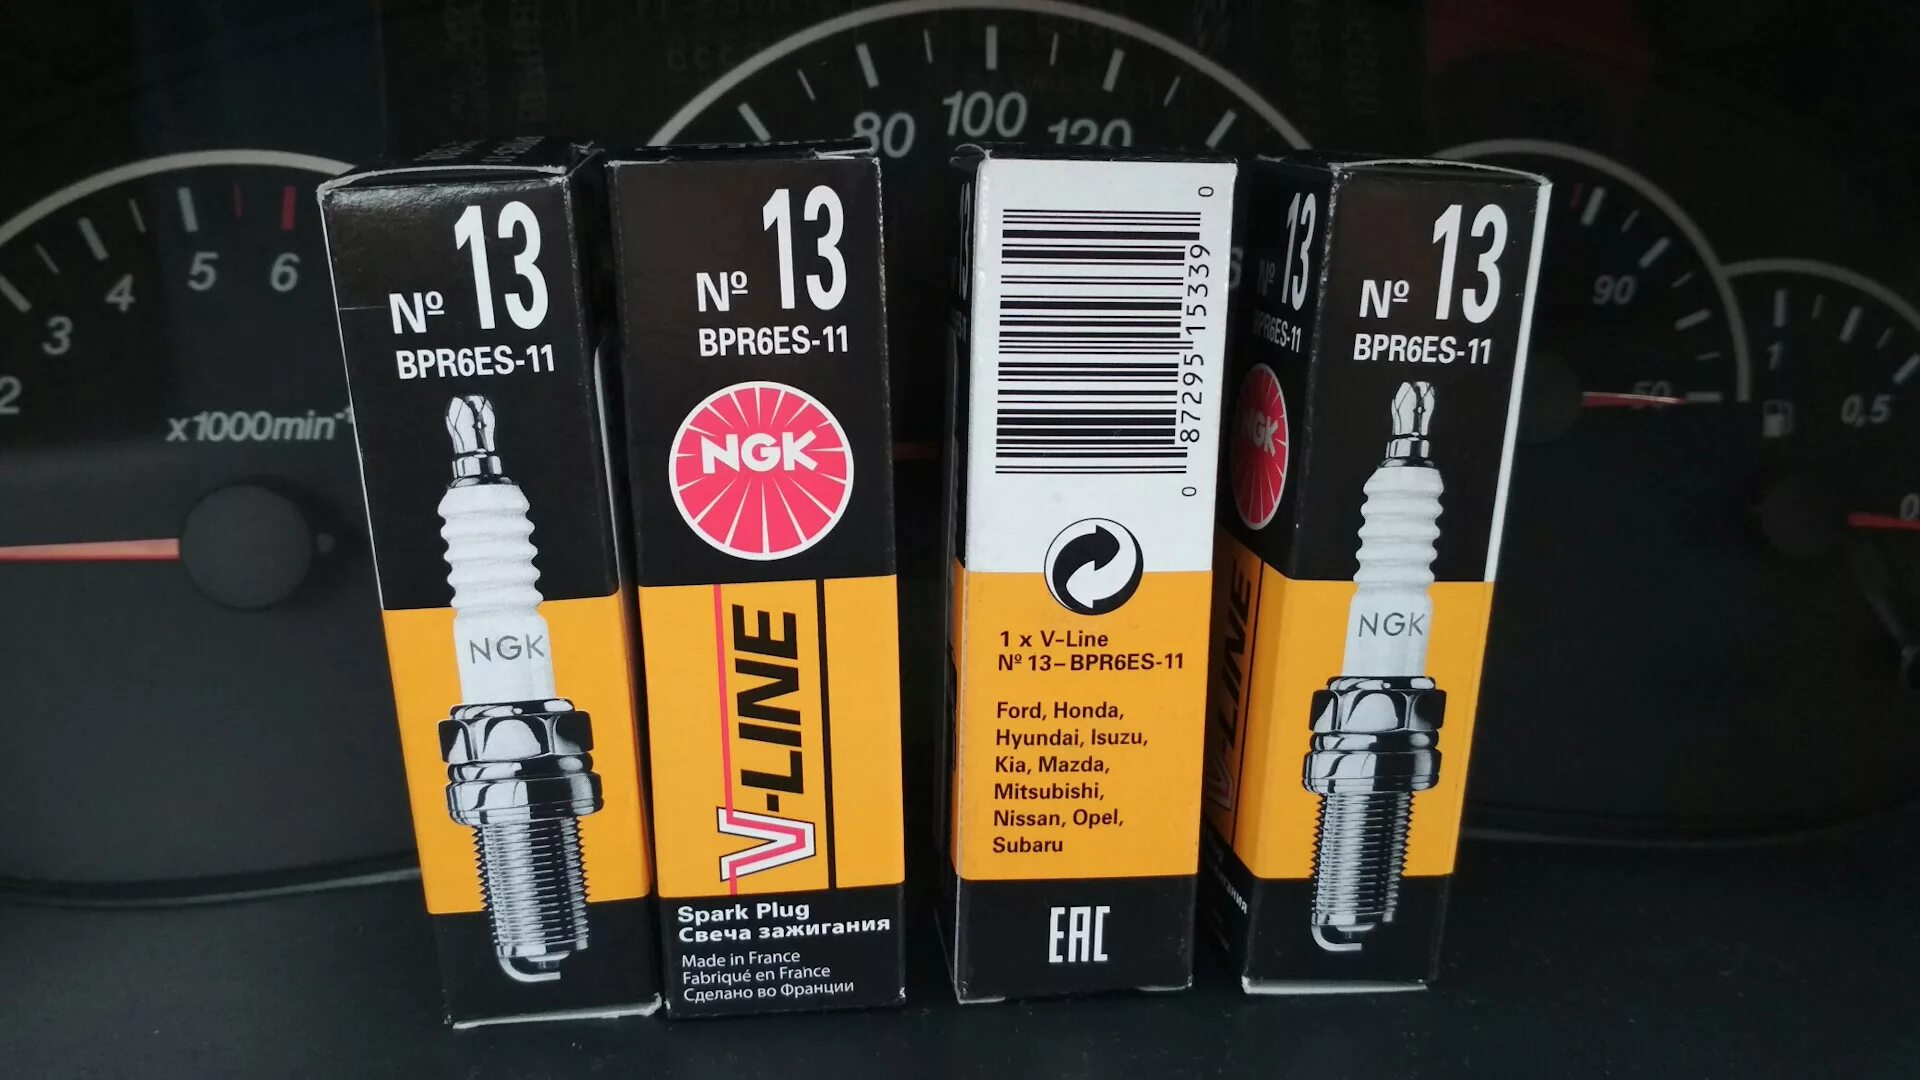 80 100 120
2 3 4 5 6
x1000min⁻¹
90
50
1
0,5
0
Nº 13
BPR6ES-11
NGK
Nº 13
BPR6ES-11
NGK
V-LINE
Spark Plug
Свеча зажигания
Made in France
Fabriqué en France
Сделано во Франции
0 87295 15339 0
1 x V-Line
Nº 13-BPR6ES-11
Ford, Honda,
Hyundai, Isuzu,
Kia, Mazda,
Mitsubishi,
Nissan, Opel,
Subaru
EAC
Nº 13
BPR6ES-11
NGK
V-LINE
Nº 13
BPR6ES-11
NGK